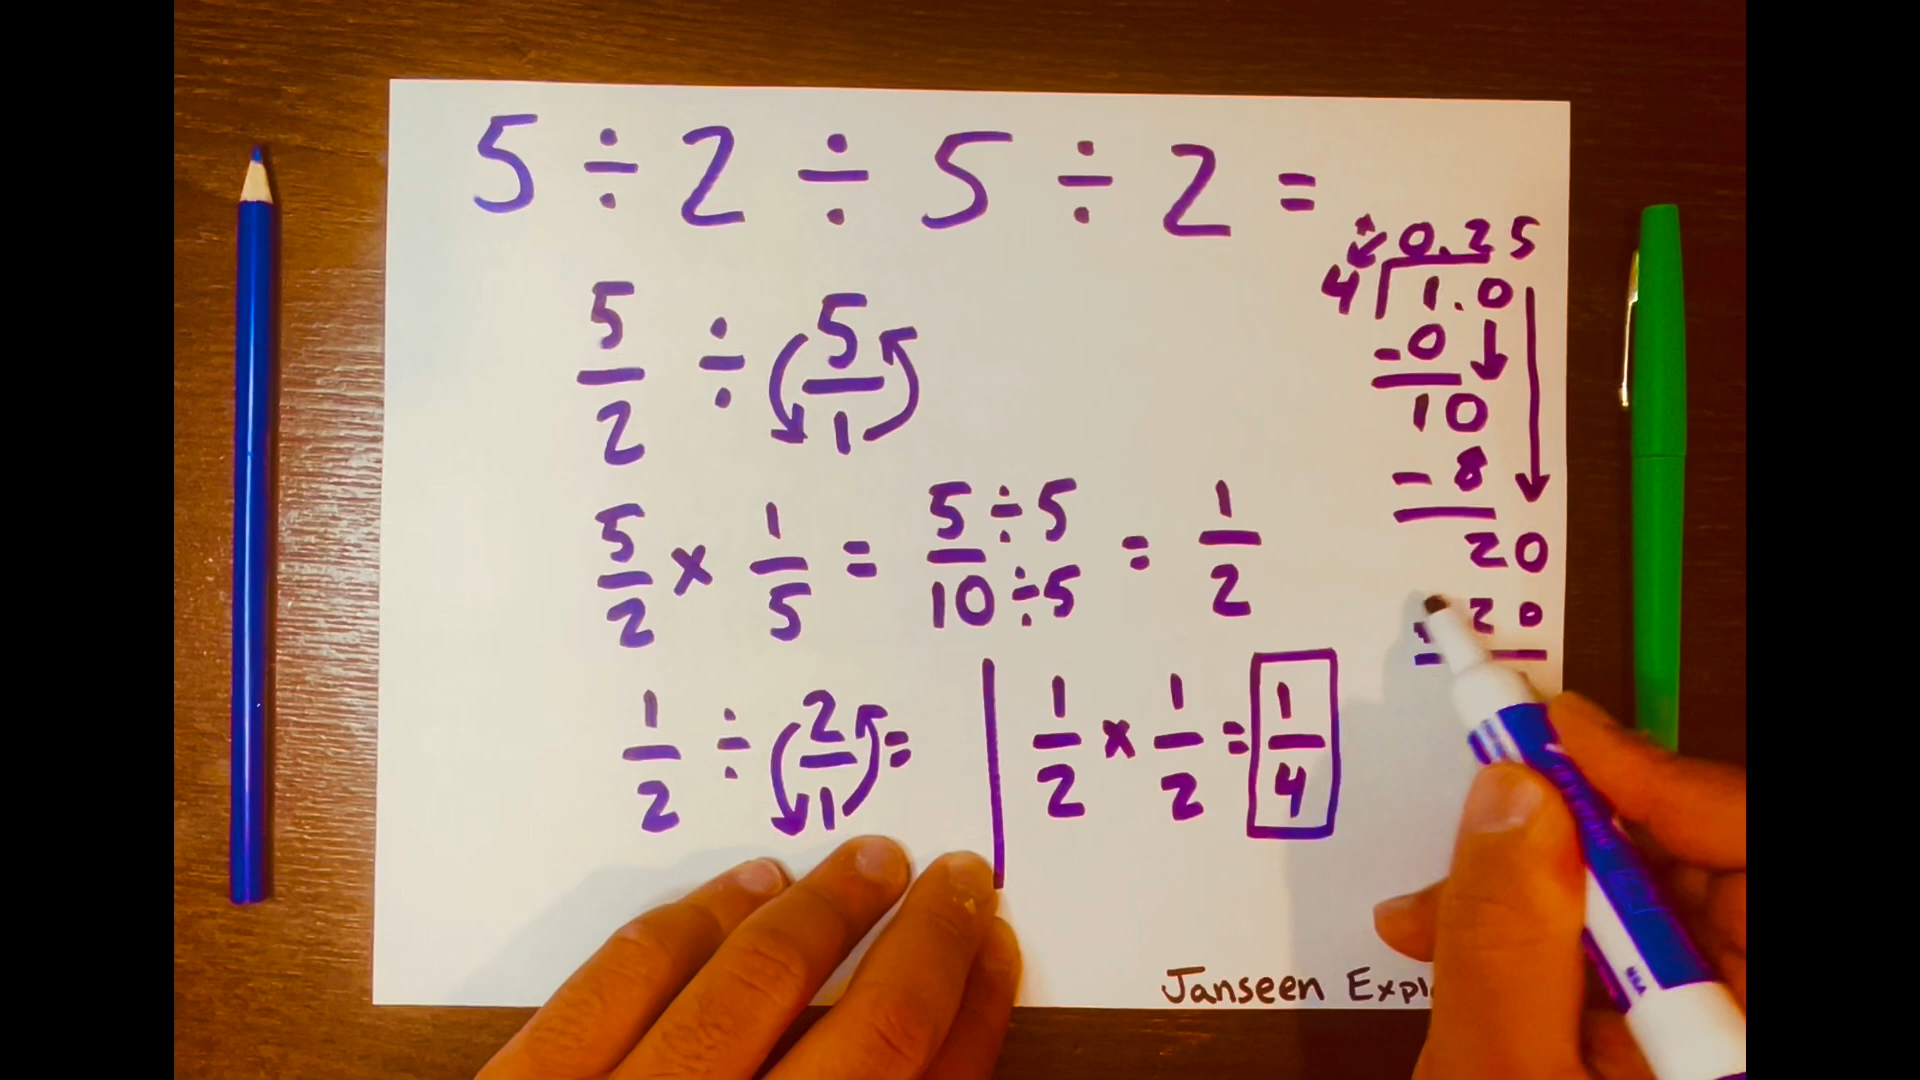 5 ÷ 2 ÷ 5 ÷ 2 =
5/2 ÷ 5/1
5/2 × 1/5 = 5÷5/10÷5 = 1/2
1/2 ÷ 2/1 =
1/2 × 1/2 = 1/4
0.25
4 1.0
-0
10
- 8
20
20
Janseen